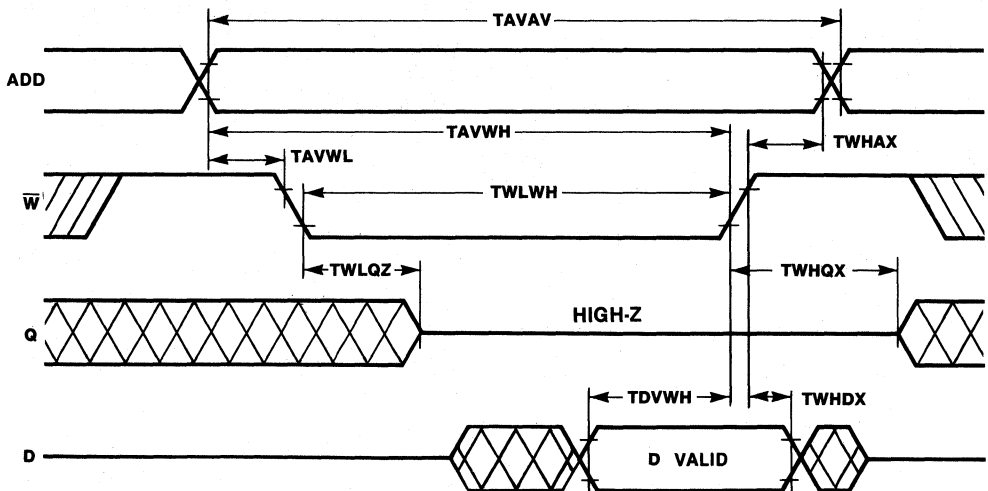 TAVAV
ADD
TAVWH
TWHAX
TAVWL
W
TWLWH
TWLQZ
TWHQX
HIGH-Z
Q
TDVWH
TWHDX
D
D VALID